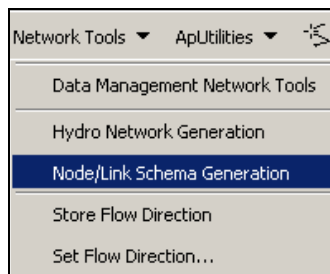 Network Tools ApUtilities
Data Management Network Tools
Hydro Network Generation
Node/Link Schema Generation
Store Flow Direction
Set Flow Direction...